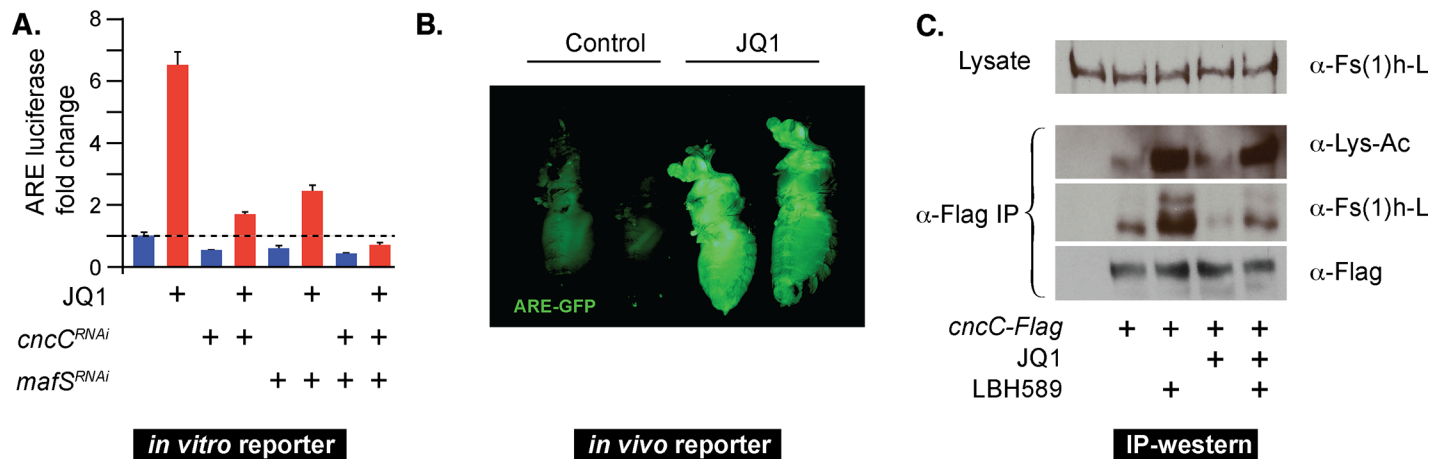 A.
ARE luciferase
fold change
8
6
4
2
0
JQ1 + + + +
cncC^RNAi + + + +
mafS^RNAi + + + +
in vitro reporter
B.
Control JQ1
ARE-GFP
in vivo reporter
C.
Lysate α-Fs(1)h-L
α-Flag IP
α-Lys-Ac
α-Fs(1)h-L
α-Flag
cncC-Flag + + + +
JQ1 + +
LBH589 + +
IP-western